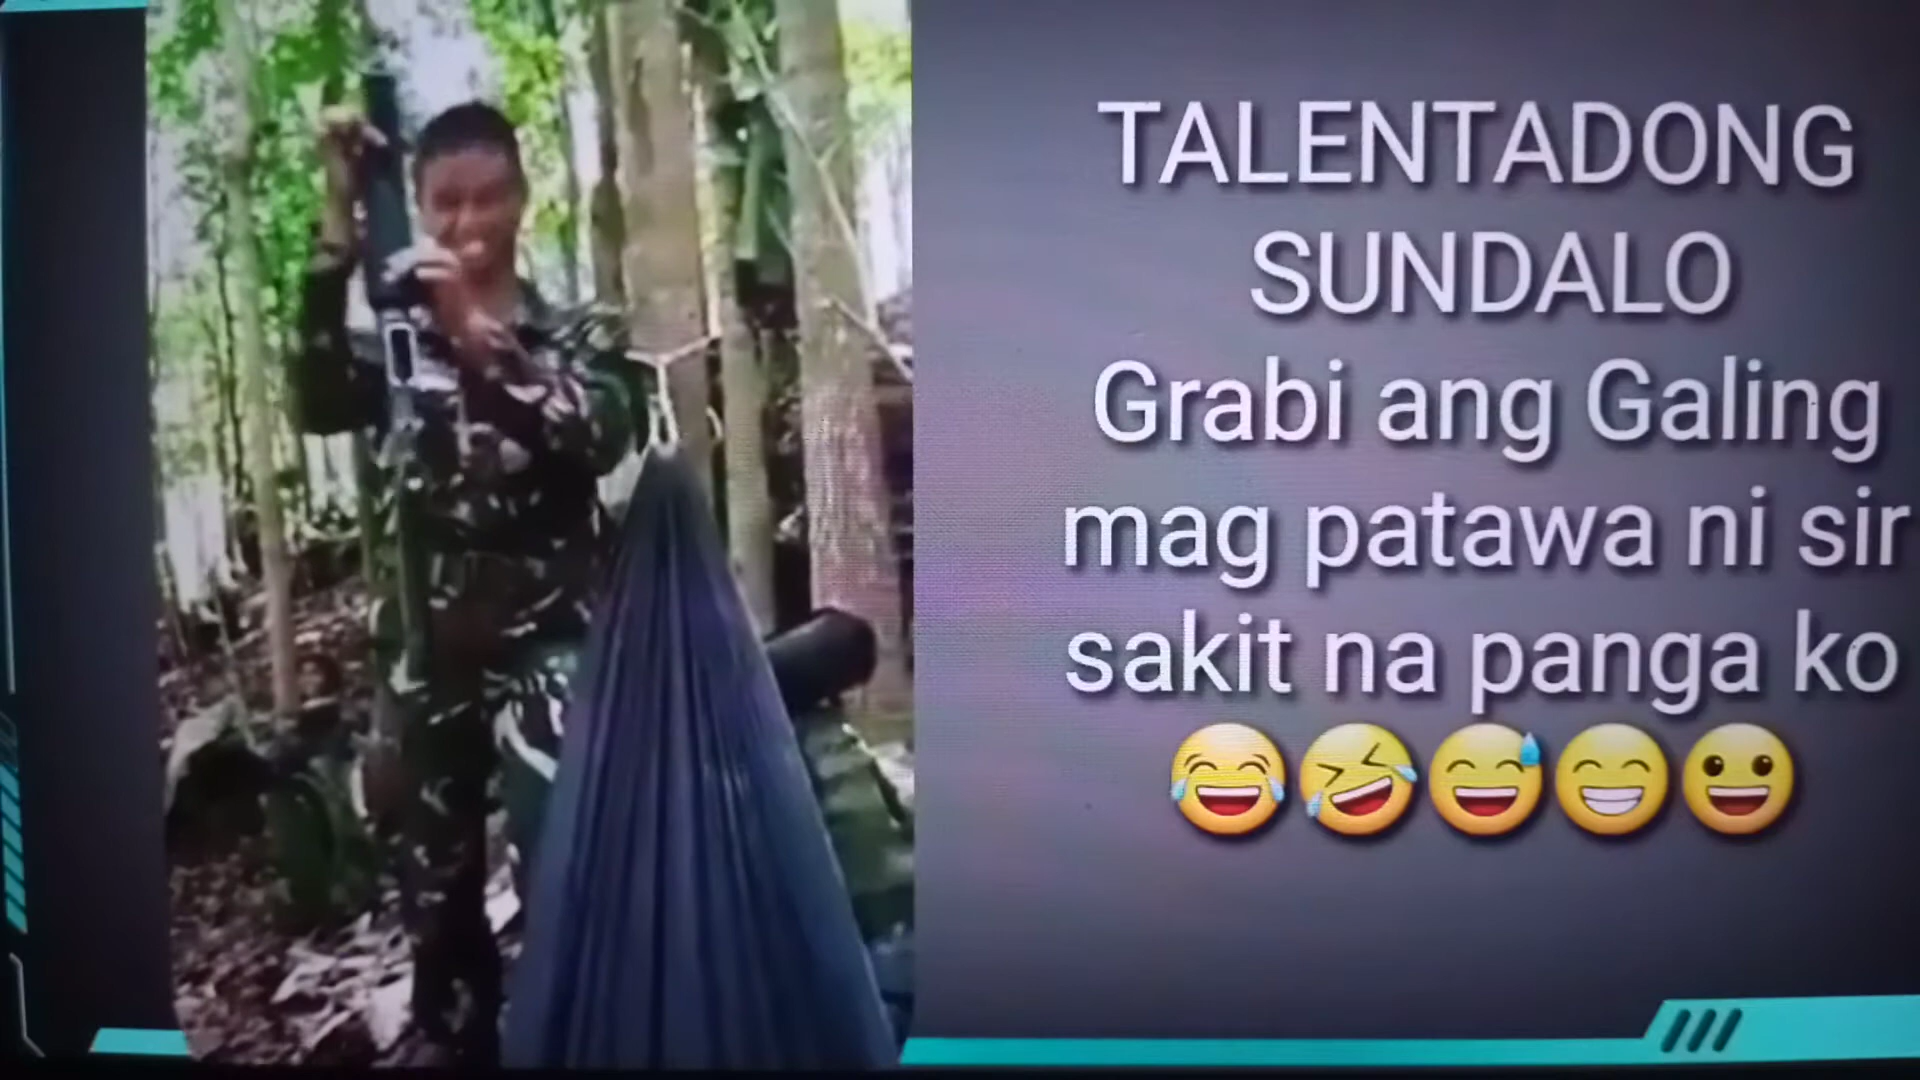 TALENTADONG
SUNDALO
Grabi ang Galing
mag patawa ni sir
sakit na panga ko
😂🤣😅😁😀